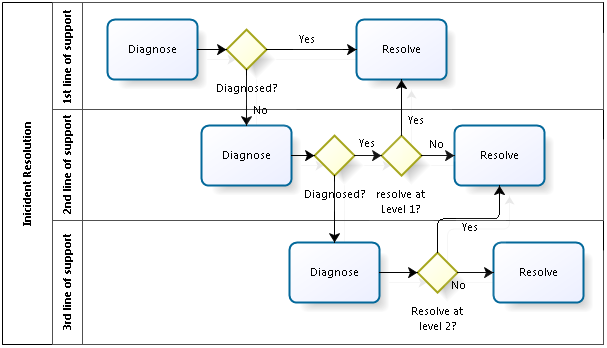 Inicident Resolution
1st line of support
Diagnose
Yes
Resolve
Diagnosed?
No
2nd line of support
Yes
Diagnose
Yes
No
Resolve
Diagnosed?
resolve at
Level 1?
3rd line of support
Yes
Diagnose
No
Resolve
Resolve at
level 2?